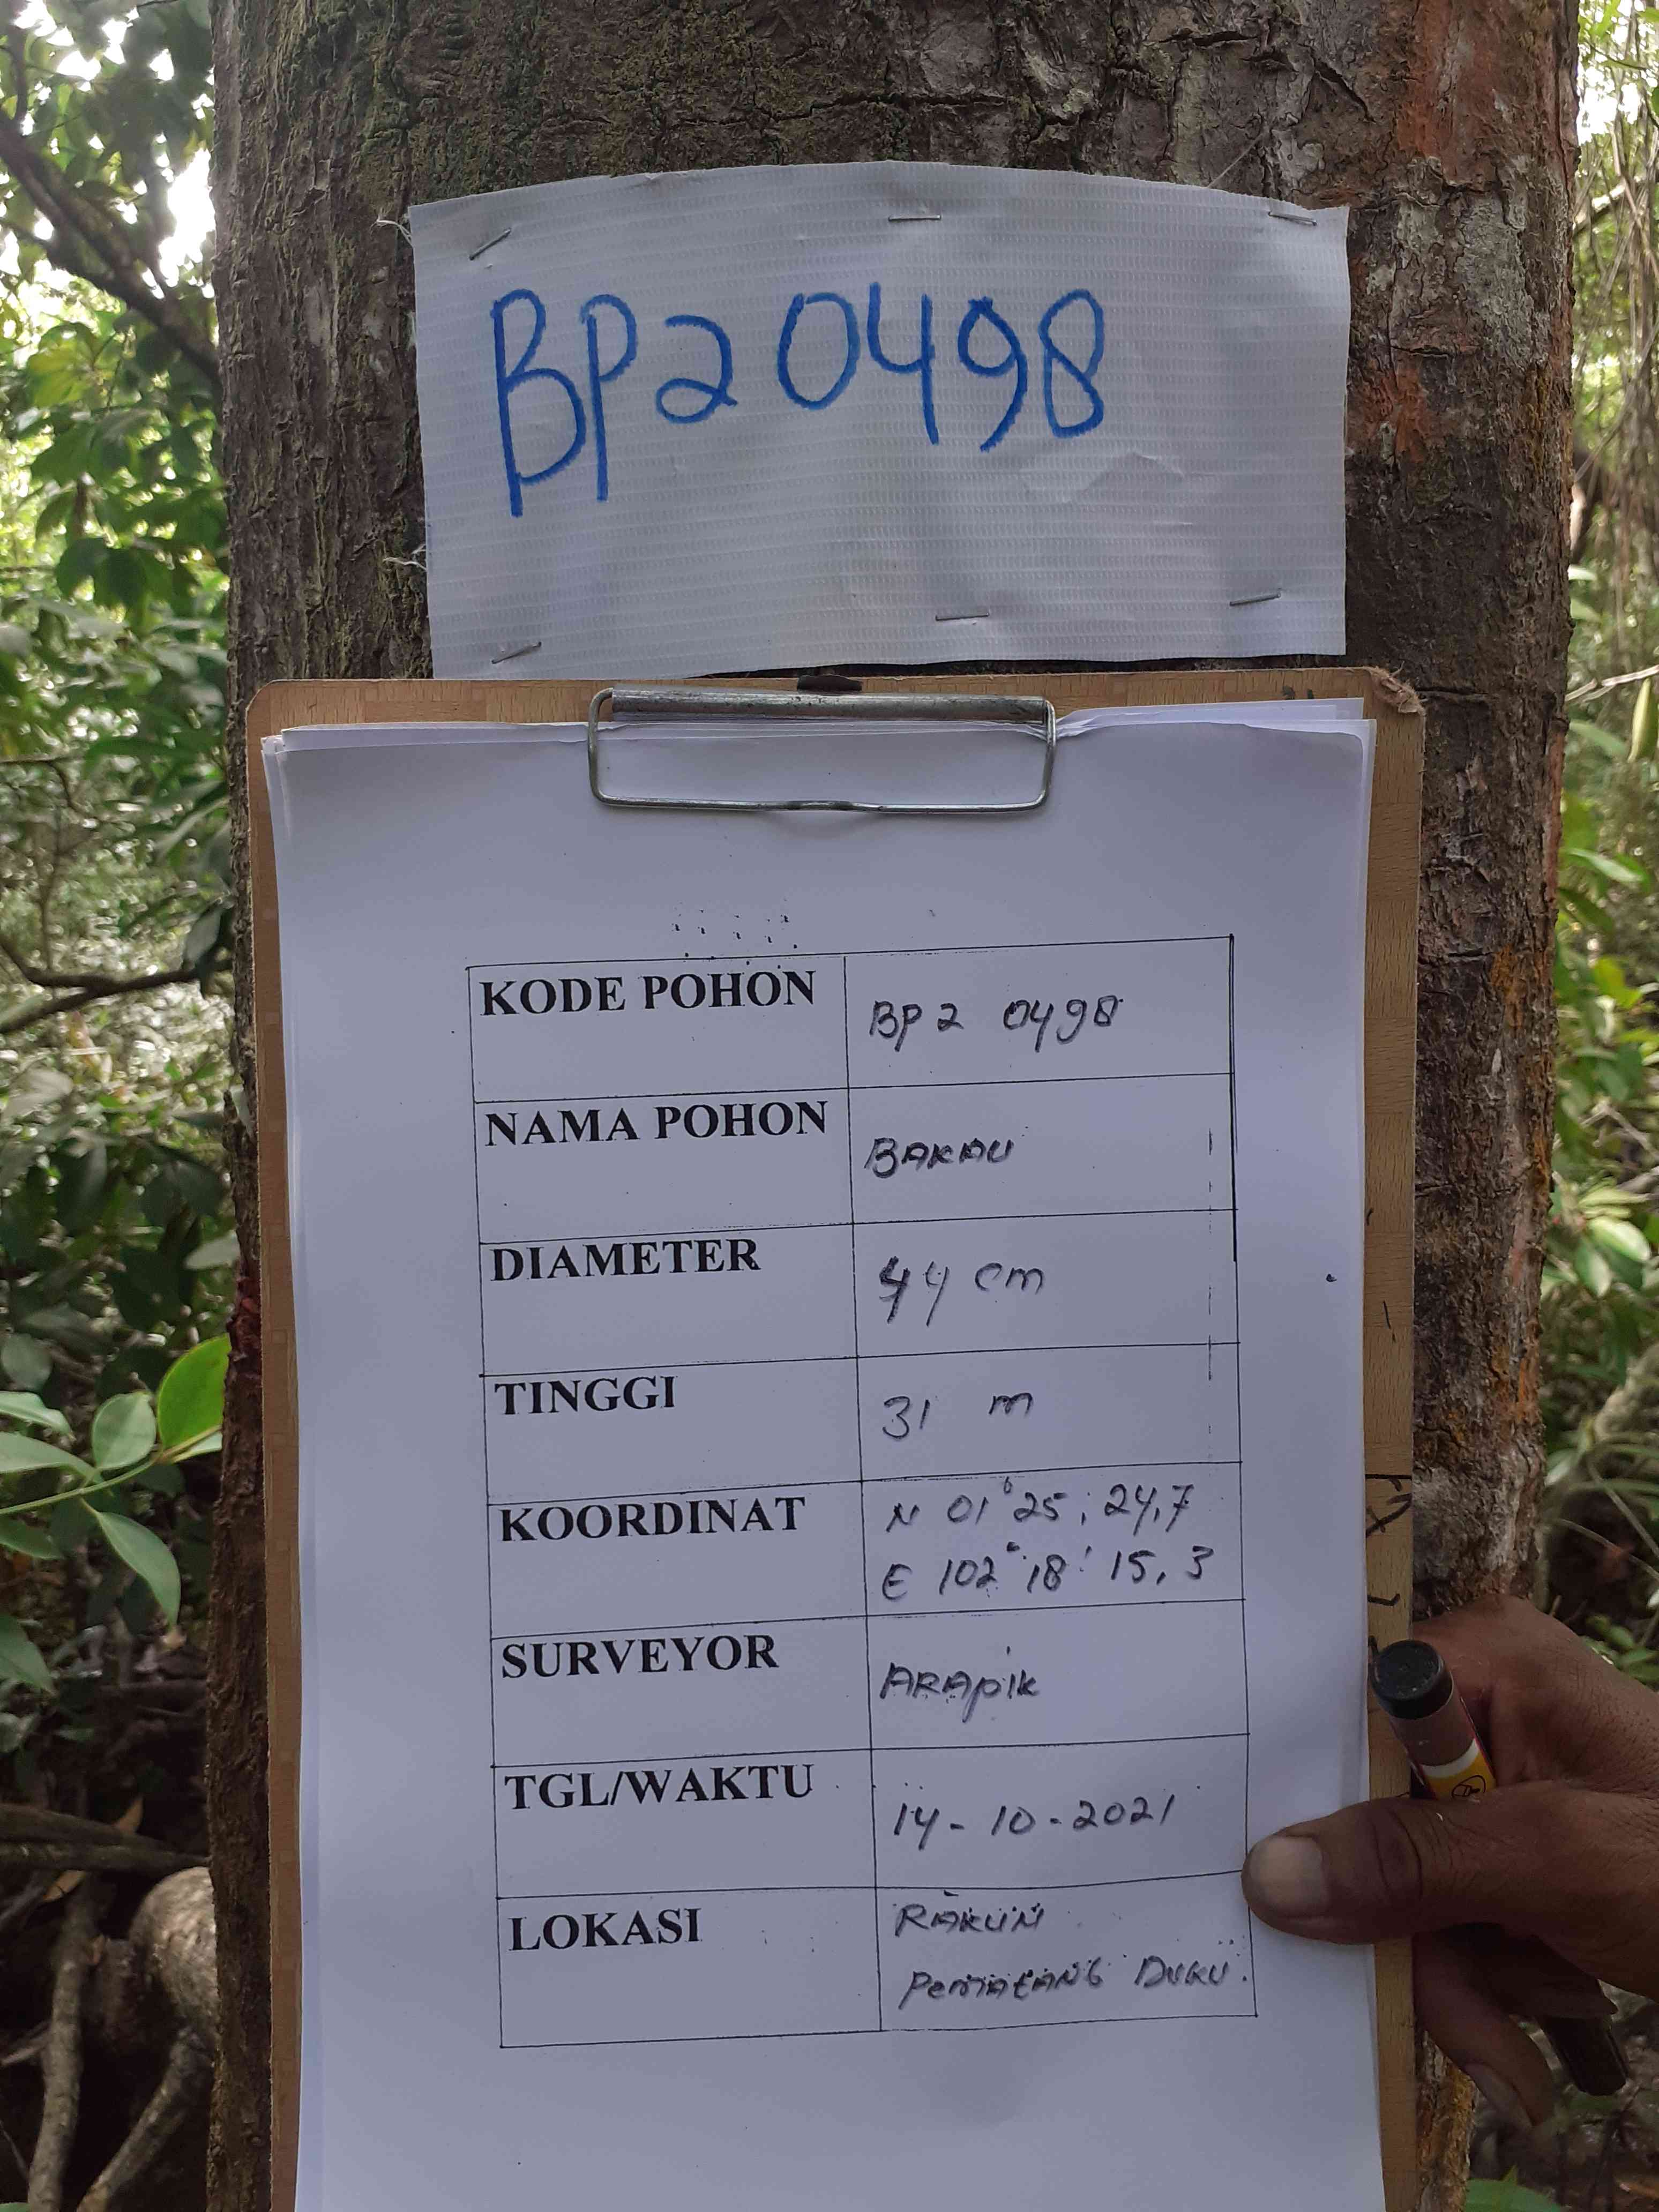 BP2 0498
KODE POHON BP2 0498
NAMA POHON BAKAU
DIAMETER 44 cm
TINGGI 31 m
KOORDINAT N 01°25; 24,7
E 102°18' 15,3
SURVEYOR ARApik
TGL/WAKTU 14-10-2021
LOKASI RAKUN
PemAtANG DUKU.